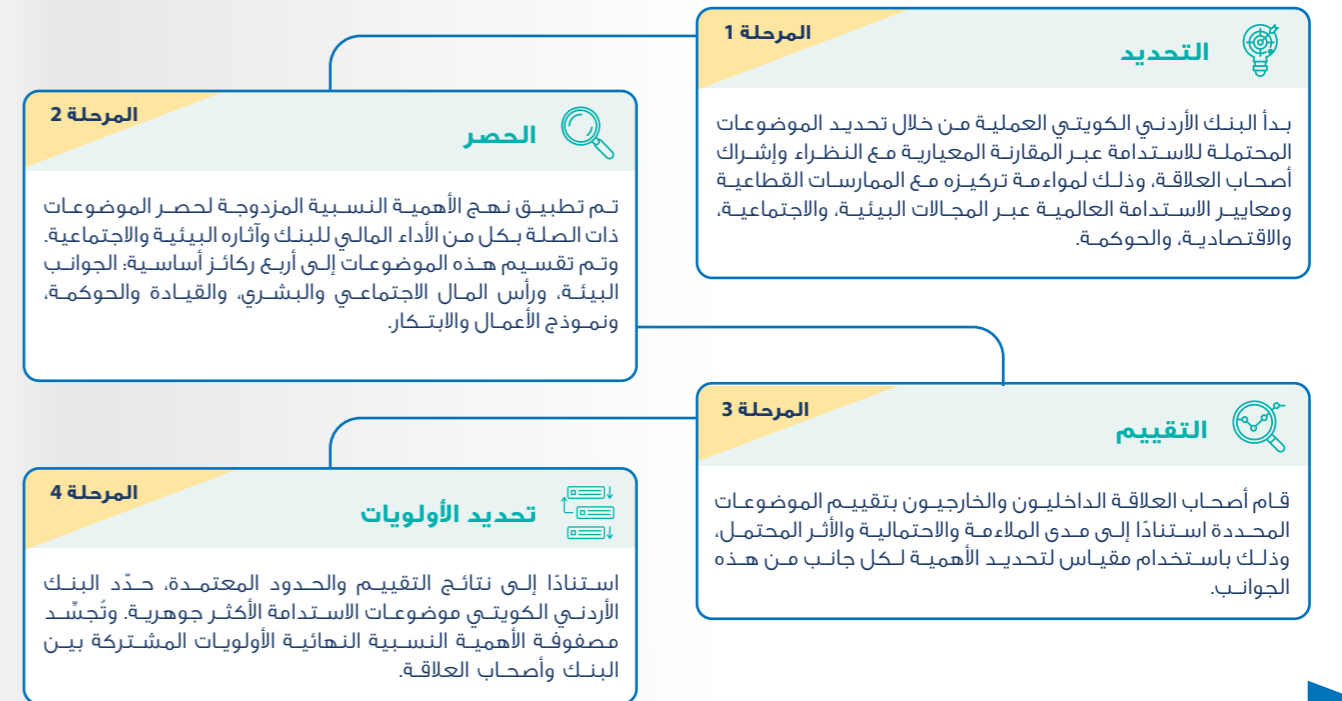 المرحلة 1
التحديد
بدأ البنك الأردني الكويتي العملية من خلال تحديد الموضوعات
المحتملة للاستدامة عبر المقارنة المعيارية مع النظراء وإشراك
أصحاب العلاقة، وذلك لمواءمة تركيزه مع الممارسات القطاعية
ومعايير الاستدامة العالمية عبر المجالات البيئية، والاجتماعية،
والاقتصادية، والحوكمة.
المرحلة 2
الحصر
تم تطبيق نهج الأهمية النسبية المزدوجة لحصر الموضوعات
ذات الصلة بكل من الأداء المالي للبنك وآثاره البيئية والاجتماعية.
وتم تقسيم هذه الموضوعات إلى أربع ركائز أساسية: الجوانب
البيئة، ورأس المال الاجتماعي والبشري، والقيادة والحوكمة،
ونموذج الأعمال والابتكار.
المرحلة 3
التقييم
قام أصحاب العلاقة الداخليون والخارجيون بتقييم الموضوعات
المحددة استنادًا إلى مدى الملاءمة والاحتمالية والأثر المحتمل،
وذلك باستخدام مقياس لتحديد الأهمية لكل جانب من هذه
الجوانب.
المرحلة 4
تحديد الأولويات
استنادًا إلى نتائج التقييم والحدود المعتمدة، حدّد البنك
الأردني الكويتي موضوعات الاستدامة الأكثر جوهرية. وتُجسِّد
مصفوفة الأهمية النسبية النهائية الأولويات المشتركة بين
البنك وأصحاب العلاقة.